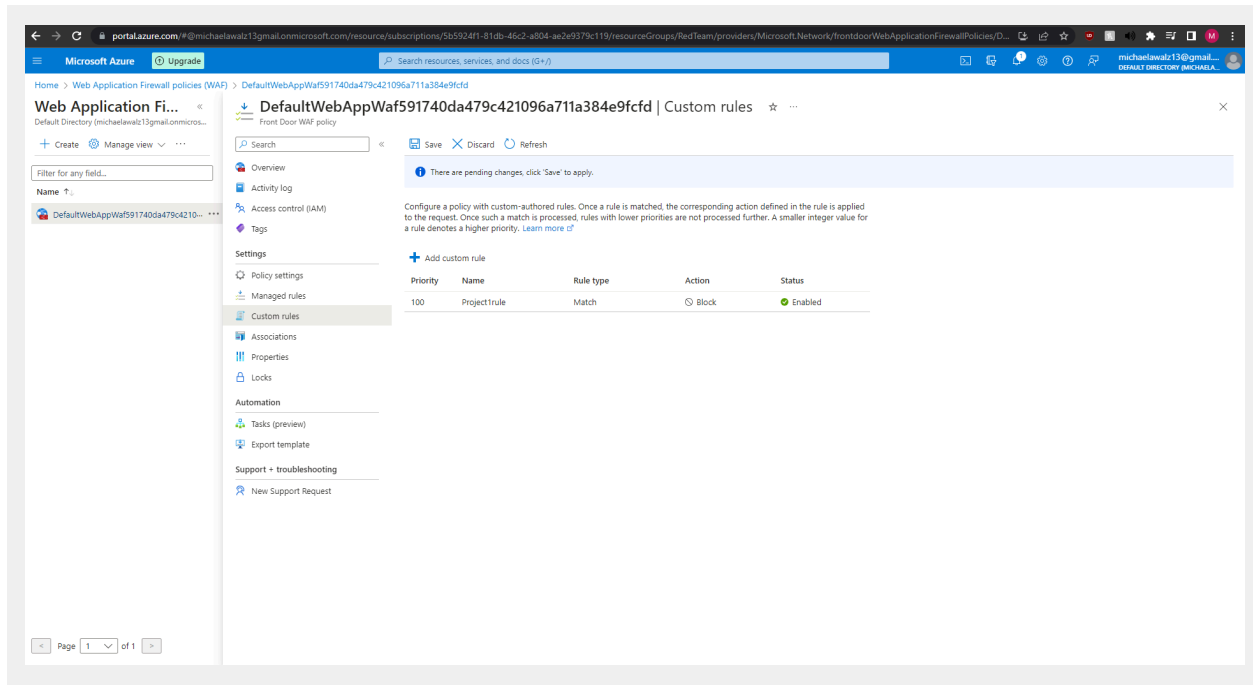 portal.azure.com/#@michaelawalz13gmail.onmicrosoft.com/resource/subscriptions/5b5924f1-81db-46c2-a804-ae2e9379c119/resourceGroups/RedTeam/providers/Microsoft.Network/frontdoorWebApplicationFirewallPolicies/D...
M
Microsoft Azure
Upgrade
Search resources, services, and docs (G+/)
1
michaelawalz13@gmail....
DEFAULT DIRECTORY (MICHAELA...
Home > Web Application Firewall policies (WAF) > DefaultWebAppWaf591740da479c421096a711a384e9fcfd
Web Application Fi... «
Default Directory (michaelawalz13gmail.onmicros...
+ Create Manage view ···
Filter for any field...
Name ↑↓
DefaultWebAppWaf591740da479c4210··· ···
Page 1 of 1
DefaultWebAppWaf591740da479c421096a711a384e9fcfd | Custom rules ···
Front Door WAF policy
Search «
Overview
Activity log
Access control (IAM)
Tags
Settings
Policy settings
Managed rules
Custom rules
Associations
Properties
Locks
Automation
Tasks (preview)
Export template
Support + troubleshooting
New Support Request
Save Discard Refresh
There are pending changes, click 'Save' to apply.
Configure a policy with custom-authored rules. Once a rule is matched, the corresponding action defined in the rule is applied
to the request. Once such a match is processed, rules with lower priorities are not processed further. A smaller integer value for
a rule denotes a higher priority. Learn more
Add custom rule
Priority Name Rule type Action Status
100 Project1rule Match Block Enabled